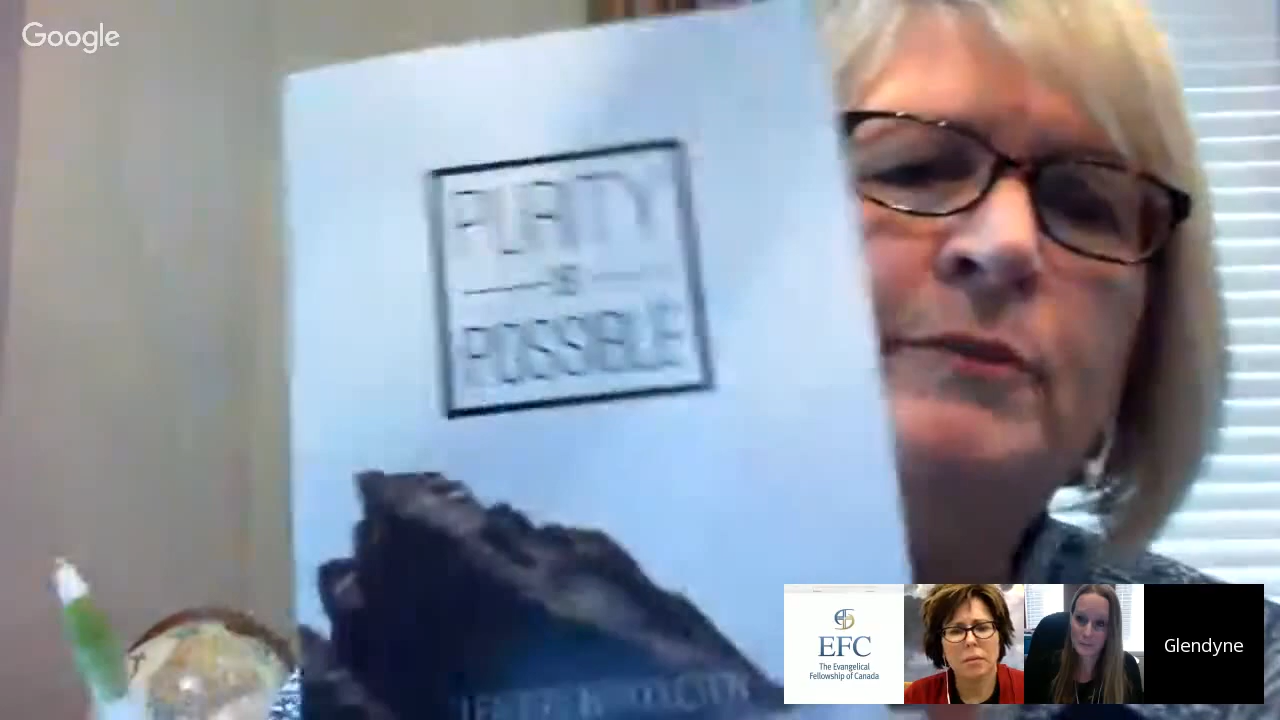 Google
PURITY
IS
POSSIBLE
EFC
The Evangelical
Fellowship of Canada
Glendyne